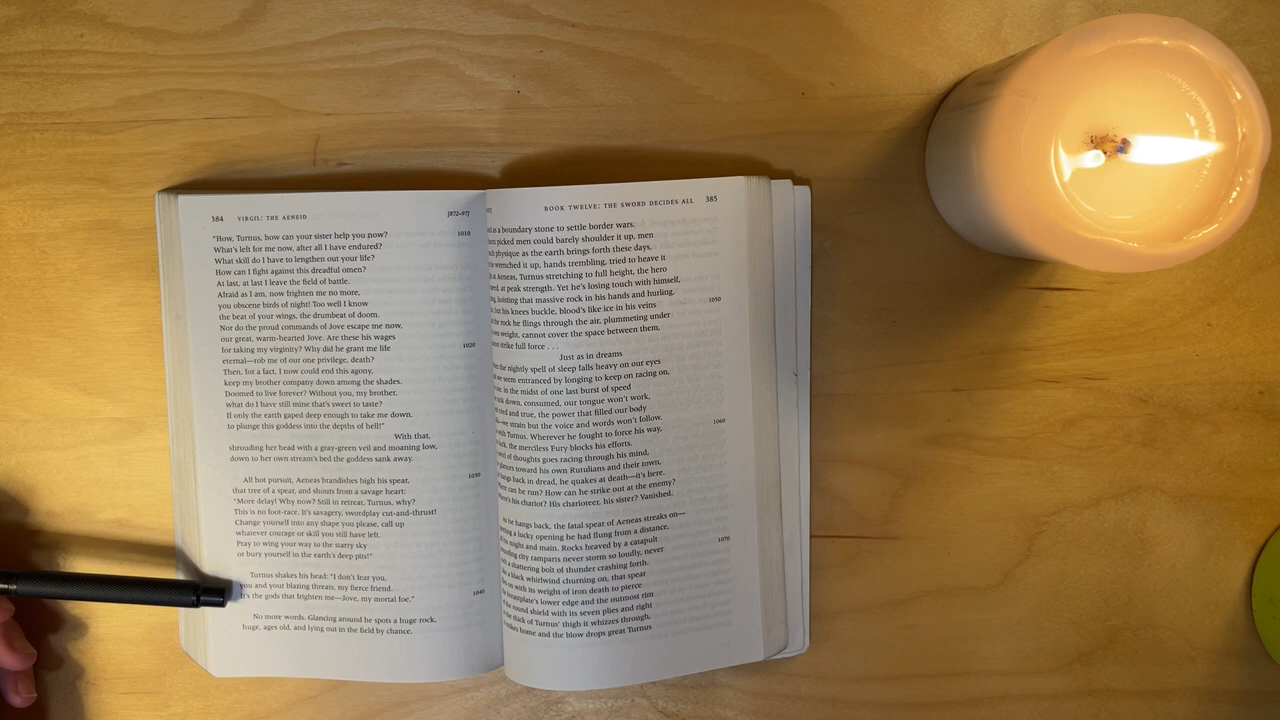 384 VIRGIL: THE AENEID [872–97]
"How, Turnus, how can your sister help you now? 1010
What's left for me now, after all I have endured?
What skill do I have to lengthen out your life?
How can I fight against this dreadful omen?
At last, at last I leave the field of battle.
Afraid as I am, now frighten me no more,
you obscene birds of night! Too well I know
the beat of your wings, the drumbeat of doom.
Nor do the proud commands of Jove escape me now,
our great, warm-hearted Jove. Are these his wages
for taking my virginity? Why did he grant me life 1020
eternal—rob me of our one privilege, death?
Then, for a fact, I now could end this agony,
keep my brother company down among the shades.
Doomed to live forever? Without you, my brother,
what do I have still mine that's sweet to taste?
If only the earth gaped deep enough to take me down,
to plunge this goddess into the depths of hell!"
With that,
shrouding her head with a gray-green veil and moaning low,
down to her own stream's bed the goddess sank away.
All hot pursuit, Aeneas brandishes high his spear, 1030
that tree of a spear, and shouts from a savage heart:
"More delay! Why now? Still in retreat, Turnus, why?
This is no foot-race. It's savagery, swordplay cut-and-thrust!
Change yourself into any shape you please, call up
whatever courage or skill you still have left.
Pray to wing your way to the starry sky
or bury yourself in the earth's deep pits!"
Turnus shakes his head: "I don't fear you,
you and your blazing threats, my fierce friend.
It's the gods that frighten me—Jove, my mortal foe." 1040
No more words. Glancing around he spots a huge rock,
huge, ages old, and lying out in the field by chance,
BOOK TWELVE: THE SWORD DECIDES ALL 385
as a boundary stone to settle border wars.
picked men could barely shoulder it up, men
physique as the earth brings forth these days,
wrenched it up, hands trembling, tried to heave it
at Aeneas, Turnus stretching to full height, the hero
at peak strength. Yet he's losing touch with himself,
hoisting that massive rock in his hands and hurling, 1050
but his knees buckle, blood's like ice in his veins
the rock he flings through the air, plummeting under
weight, cannot cover the space between them,
strike full force . . .
Just as in dreams
the nightly spell of sleep falls heavy on our eyes
we seem entranced by longing to keep on racing on,
in the midst of one last burst of speed
down, consumed, our tongue won't work,
and true, the power that filled our body
we strain but the voice and words won't follow. 1060
with Turnus. Wherever he fought to force his way,
the merciless Fury blocks his efforts.
of thoughts goes racing through his mind,
glances toward his own Rutulians and their town,
hangs back in dread, he quakes at death—it's here.
can he run? How can he strike out at the enemy?
his chariot? His charioteer, his sister? Vanished.
As he hangs back, the fatal spear of Aeneas streaks on—
a lucky opening he had flung from a distance,
might and main. Rocks heaved by a catapult 1070
city ramparts never storm so loudly, never
a shattering bolt of thunder crashing forth.
a black whirlwind churning on, that spear
on with its weight of iron death to pierce
breastplate's lower edge and the outmost rim
round shield with its seven plies and right
the thick of Turnus' thigh it whizzes through,
home and the blow drops great Turnus